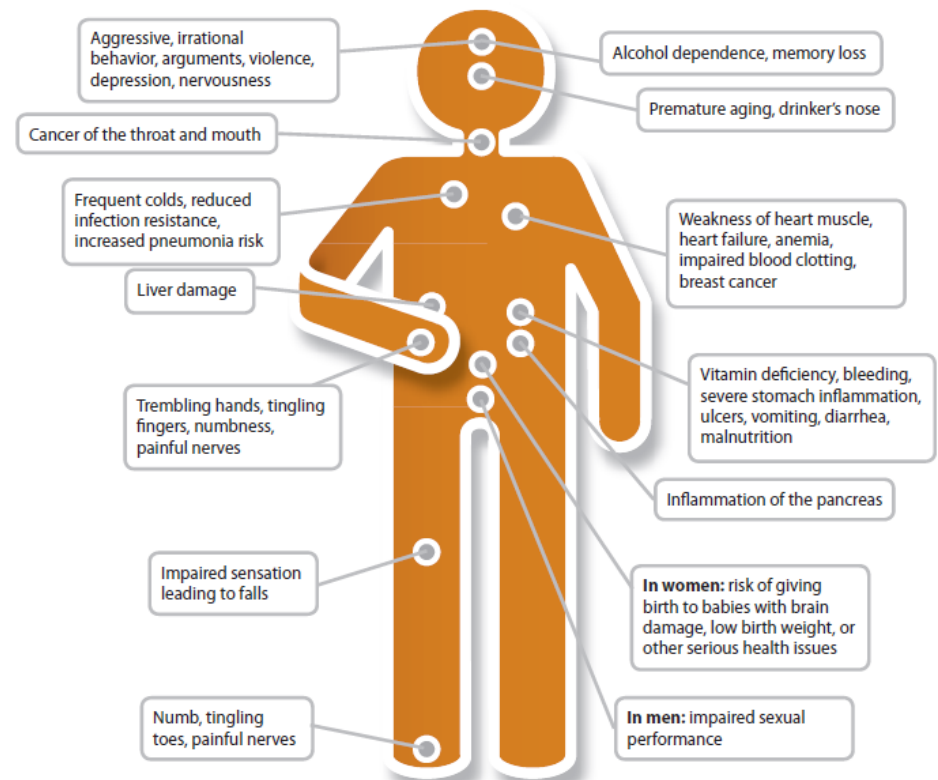 Aggressive, irrational
behavior, arguments, violence,
depression, nervousness
Alcohol dependence, memory loss
Premature aging, drinker's nose
Cancer of the throat and mouth
Frequent colds, reduced
infection resistance,
increased pneumonia risk
Weakness of heart muscle,
heart failure, anemia,
impaired blood clotting,
breast cancer
Liver damage
Trembling hands, tingling
fingers, numbness,
painful nerves
Vitamin deficiency, bleeding,
severe stomach inflammation,
ulcers, vomiting, diarrhea,
malnutrition
Inflammation of the pancreas
Impaired sensation
leading to falls
In women: risk of giving
birth to babies with brain
damage, low birth weight, or
other serious health issues
Numb, tingling
toes, painful nerves
In men: impaired sexual
performance